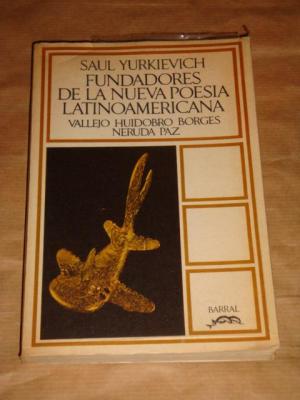 SAUL YURKIEVICH
FUNDADORES
DE LA NUEVA POESIA
LATINOAMERICANA
VALLEJO HUIDOBRO BORGES
NERUDA PAZ
BARRAL